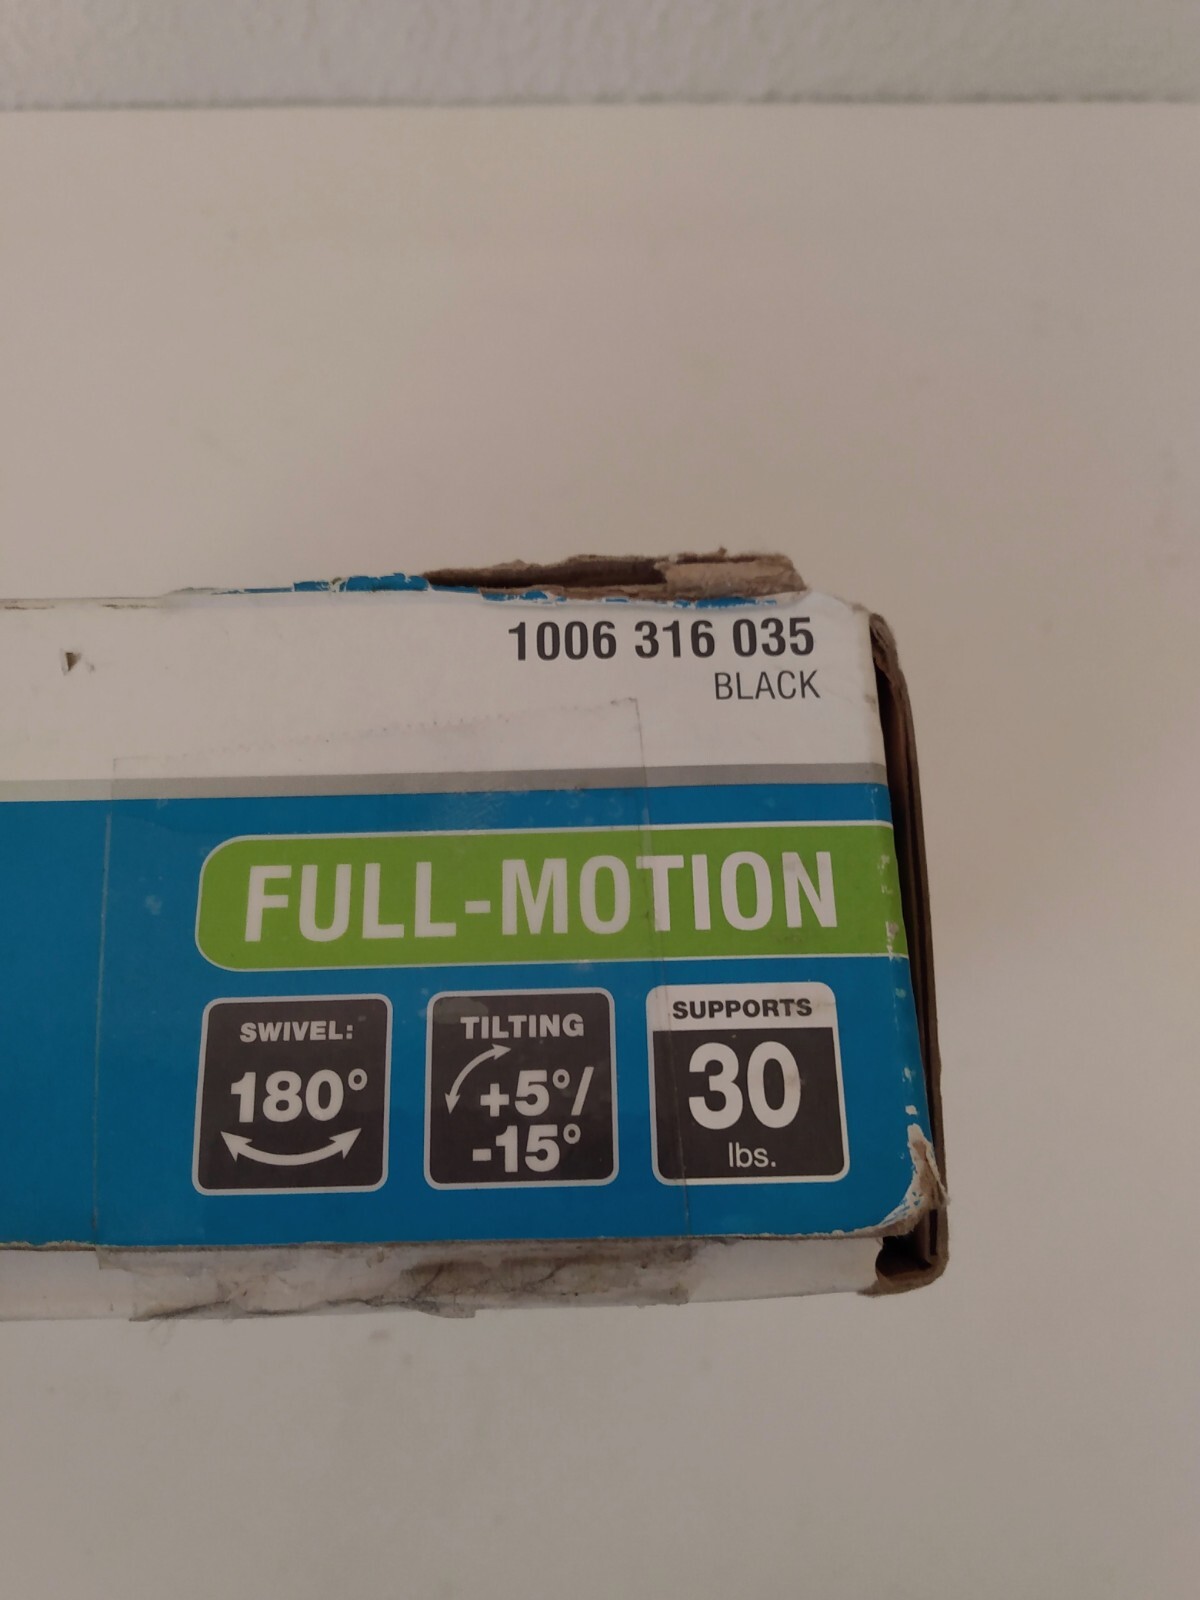 1006 316 035
BLACK
FULL-MOTION
SWIVEL:
180°
TILTING
+5°/
-15°
SUPPORTS
30
lbs.